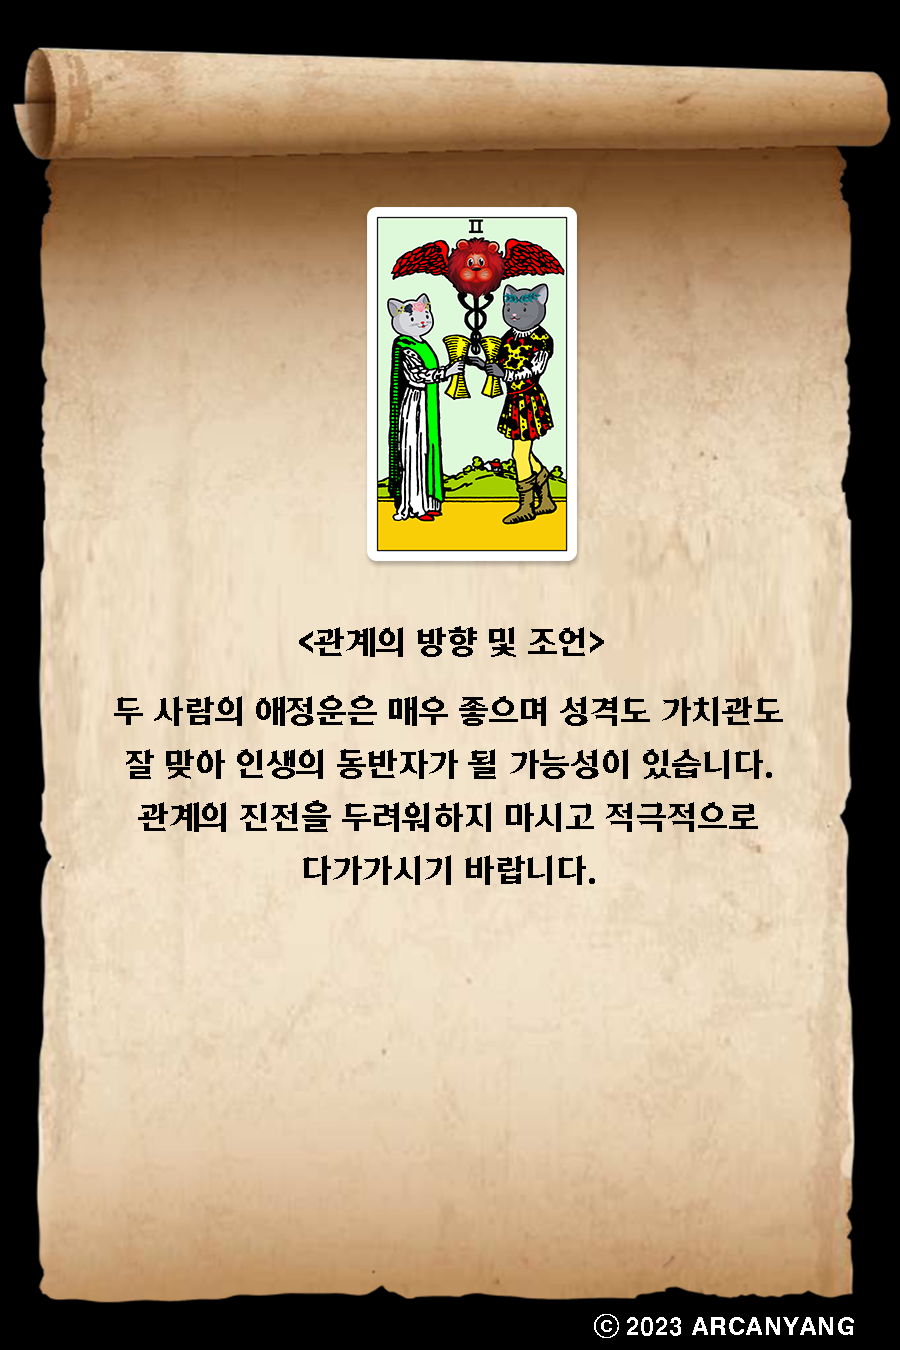 II
<관계의 방향 및 조언>
두 사람의 애정운은 매우 좋으며 성격도 가치관도
잘 맞아 인생의 동반자가 될 가능성이 있습니다.
관계의 진전을 두려워하지 마시고 적극적으로
다가가시기 바랍니다.
ⓒ 2023 ARCANYANG